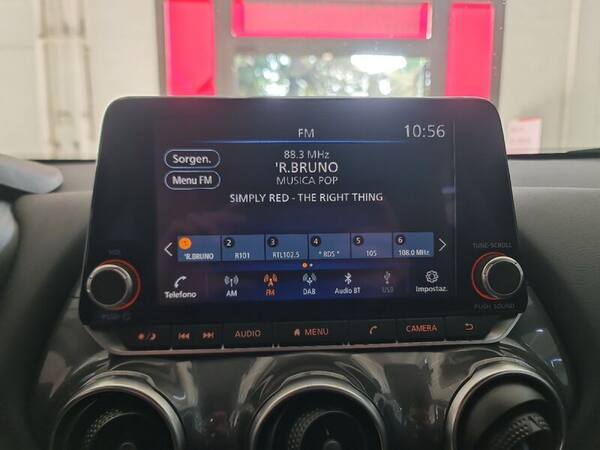 FM
10:56
Sorgen.
88.3 MHz
'R.BRUNO
Menu FM
MUSICA POP
SIMPLY RED - THE RIGHT THING
1 2 3 4 5 6
'R.BRUNO R101 RTL102.5 * RDS * 105 108.0 MHz
Telefono AM FM DAB Audio BT USB Impostaz.
VOL
TUNE·SCROLL
PUSH
PUSH SOUND
AUDIO MENU CAMERA